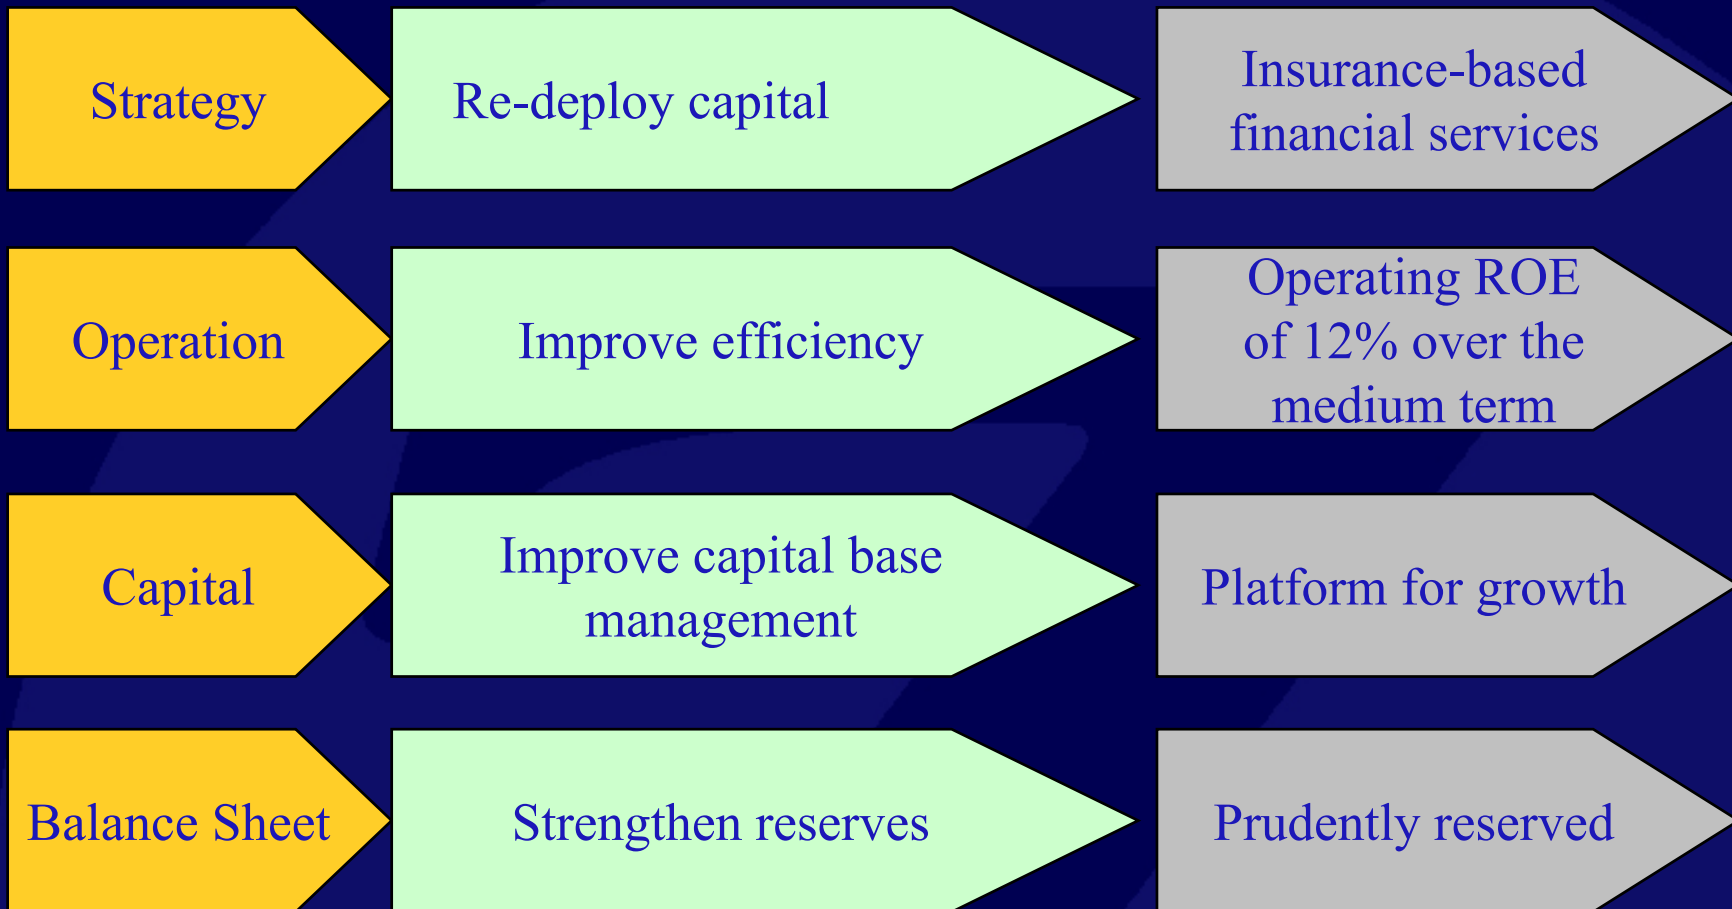 Strategy
Re-deploy capital
Insurance-based
financial services
Operation
Improve efficiency
Operating ROE
of 12% over the
medium term
Capital
Improve capital base
management
Platform for growth
Balance Sheet
Strengthen reserves
Prudently reserved